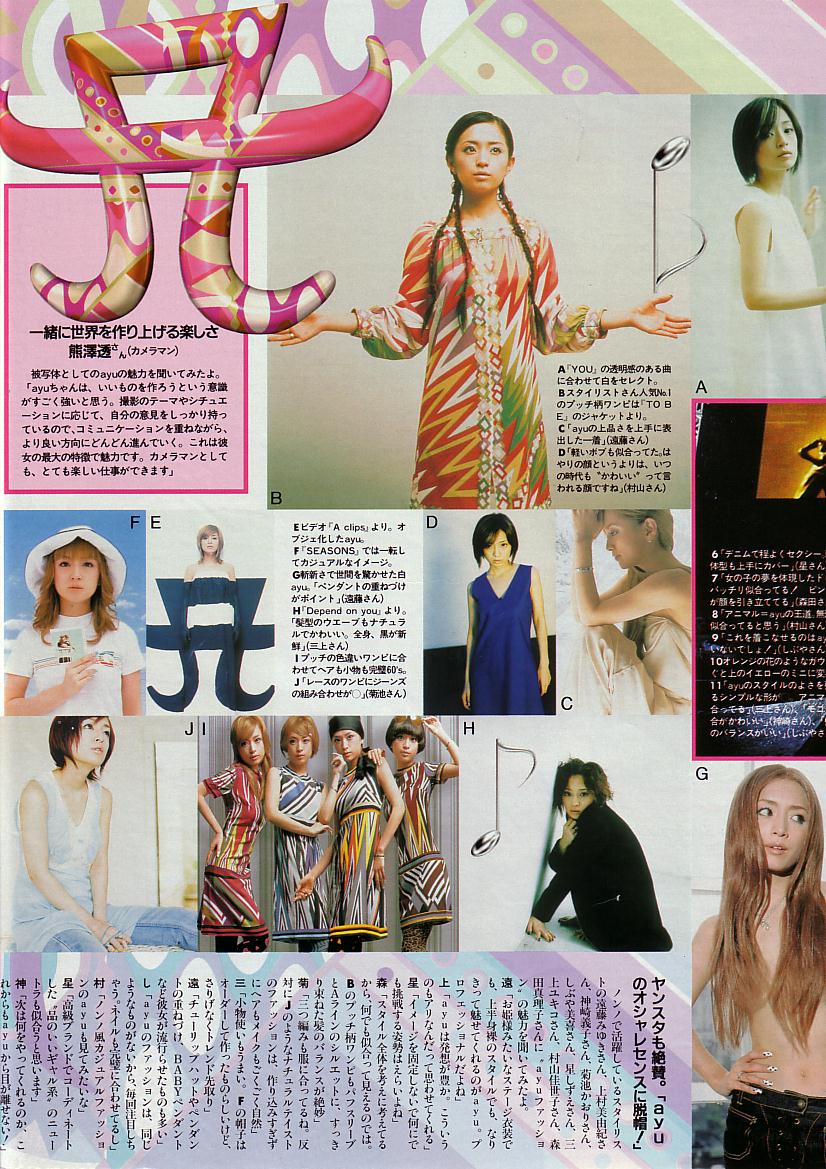 一緒に世界を作り上げる楽しさ
熊澤透さん(カメラマン)
被写体としてのayuの魅力を聞いてみたよ。
「ayuちゃんは、いいものを作ろうという意識
がすごく強いと思う。撮影のテーマやシチュエ
ーションに応じて、自分の意見をしっかり持っ
ているので、コミュニケーションを重ねながら、
より良い方向にどんどん進んでいく。これは彼
女の最大の特徴で魅力です。カメラマンとして
も、とても楽しい仕事ができます」
B
A『YOU』の透明感のある曲
に合わせて白をセレクト。
Bスタイリストさん人気No.1
のプッチ柄ワンピは『TO B
E』のジャケットより。
C「ayuの上品さを上手に表
出した一着」(遠藤さん)
D「軽いボブも似合ってた。は
やりの顔というよりは、いつ
の時代も“かわいい”って言
われる顔ですね」(村山さん)
A
F
E
Eビデオ『A clips』より。オ
ブジェ化したayu。
F『SEASONS』では一転し
てカジュアルなイメージ。
G斬新さで世間を驚かせた白
ayu。「ペンダントの重ねづけ
がポイント」(遠藤さん)
H『Depend on you』より。
「髪型のウエーブもナチュラ
ルでかわいい。全身、黒が新
鮮」(三上さん)
Iプッチの色違いワンピに合
わせてヘアも小物も完璧60's。
J「レースのワンピにジーンズ
の組み合わせが○」(菊池さん)
D
C
6「デニムで程よくセクシー。
体型も上手にカバー」(星さん
7「女の子の夢を体現したド
バッチリ似合ってる! ピン
が顔を引き立ててる」(森田さ
8「アニマル=ayuの王道。無
似合ってると思う」(村山さん
9「これを着こなせるのはay
いないでしょ!」(しぶやさん
10オレンジの花のようなガウ
ぐと上のイエローのミニに変
11「ayuのスタイルのよさを
るシンプルな形が
合ってる」(三上さん)、「モコ
合がかわいい」(神崎さん)、「
のバランスがいい」(しぶやさ
J
I
H
G
ヤンスタも絶賛。「ayu
のオシャレセンスに脱帽!」
ノンノで活躍しているスタイリス
トの遠藤みゆきさん、上村美由紀さ
ん、神崎義子さん、菊池かおりさん、
しぶや美喜さん、星しずえさん、三
上ユキコさん、村山佳世子さん、森
田真理子さんに“ayuファッショ
ン”の魅力を聞いてみたよ。
遠「お姫様みたいなステージ衣装で
も、上半身裸のスタイルでも、なり
きって魅せてくれるのがayu。プ
ロフェッショナルだよね」
上「ayuは発想が豊か。こういう
のもアリなんだって思わせてくれる」
星「イメージを固定しないで何にで
も挑戦する姿勢はえらいよね」
森「スタイル全体を考えに考えてる
から、何でも似合って見えるのでは。
Bのプッチ柄ワンピもパフスリーブ
とAラインのシルエットに、すっき
り束ねた髪のバランスが絶妙」
菊「三つ編みも服に合ってるね。反
対にJのようなナチュラルテイスト
のファッションは、作り込みすぎず
にヘアもメイクもごくごく自然」
三「小物使いもうまい。Fの帽子は
オーダーして作ったものらしいけど、
さりげなくトレンド先取り」
遠「チューリップハットやペンダン
トの重ねづけ、BABYペンダント
など彼女が流行らせたものも多い」
し「ayuのファッションは、同じ
ようなものがないから、毎回注目しち
ゃう。ネイルも完璧に合わせてるし」
村「ノンノ風カジュアルファッショ
ンのayuも見てみたいな」
星「高級ブランドでコーディネート
した“品のいいギャル系”のニュー
トラも似合うと思います」
神「次は何をやってくれるのか、こ
れからもayuから目が離せない!」